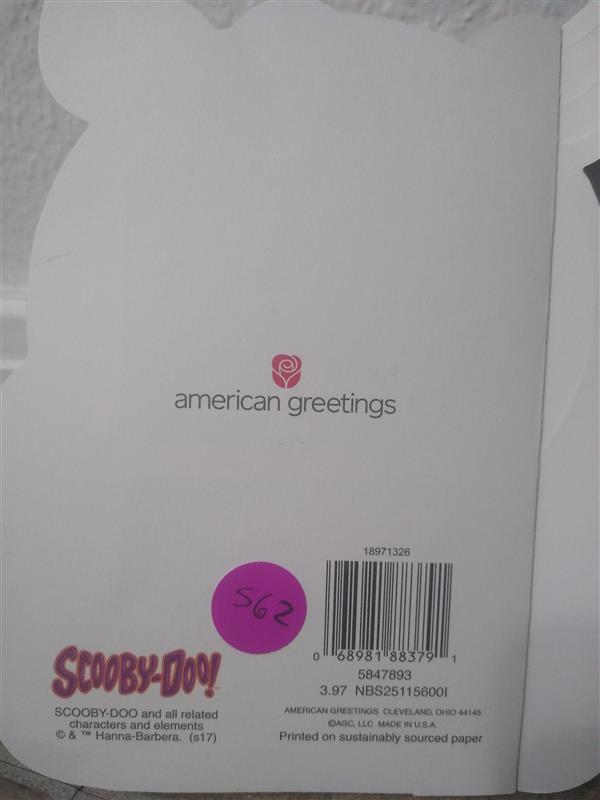 american greetings
18971326
562
0 68981 88379 1
5847893
3.97 NBS25115600I
SCOOBY-DOO!
SCOOBY-DOO and all related
characters and elements
© & ™ Hanna-Barbera. (s17)
AMERICAN GREETINGS CLEVELAND, OHIO 44145
©AGC, LLC MADE IN U.S.A.
Printed on sustainably sourced paper